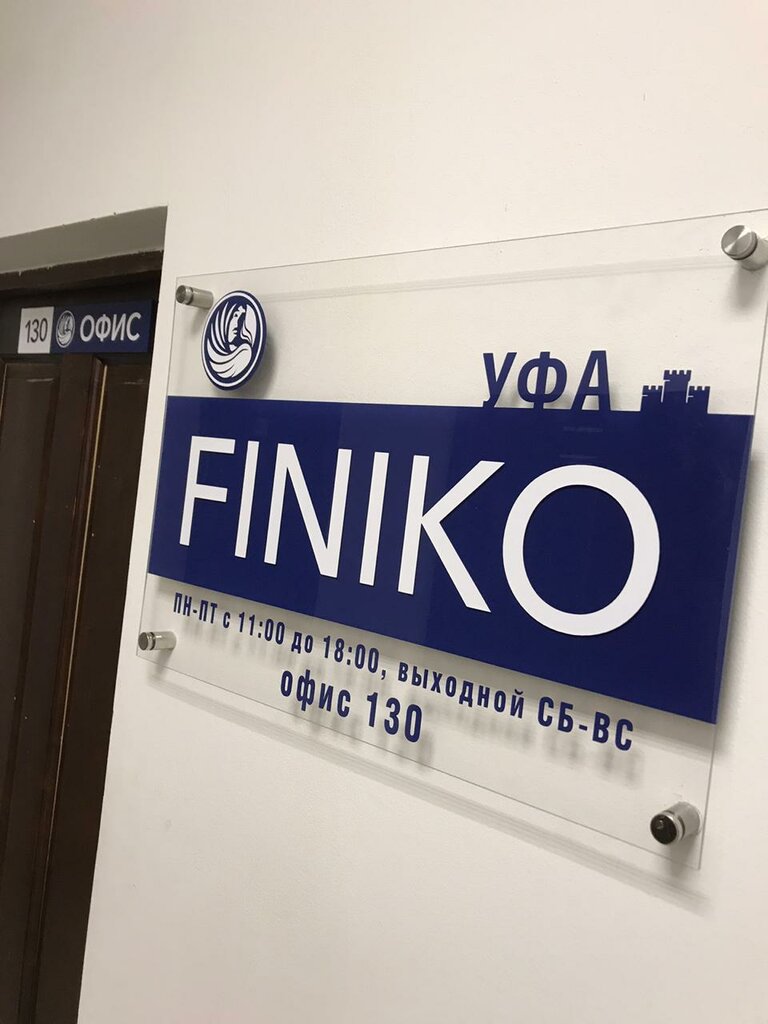 130 ОФИС
УФА
FINIKO
ПН-ПТ с 11:00 до 18:00, выходной СБ-ВС
офис 130